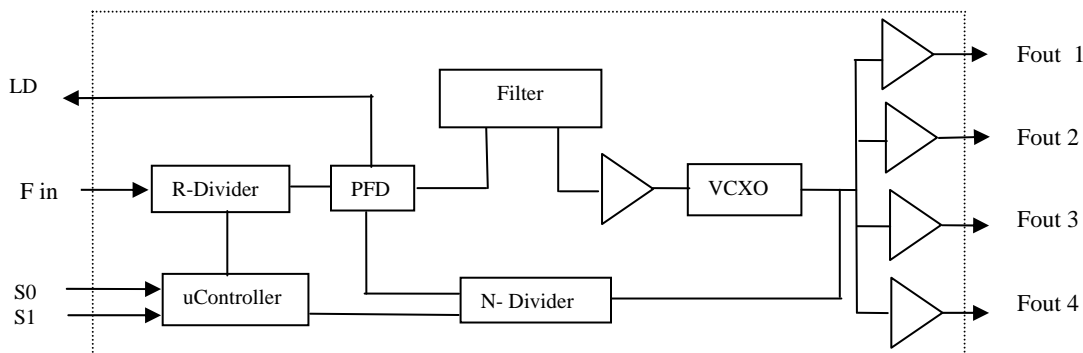 Fout 1
LD
Filter
Fout 2
F in
R-Divider
PFD
VCXO
Fout 3
S0
S1
uController
N- Divider
Fout 4